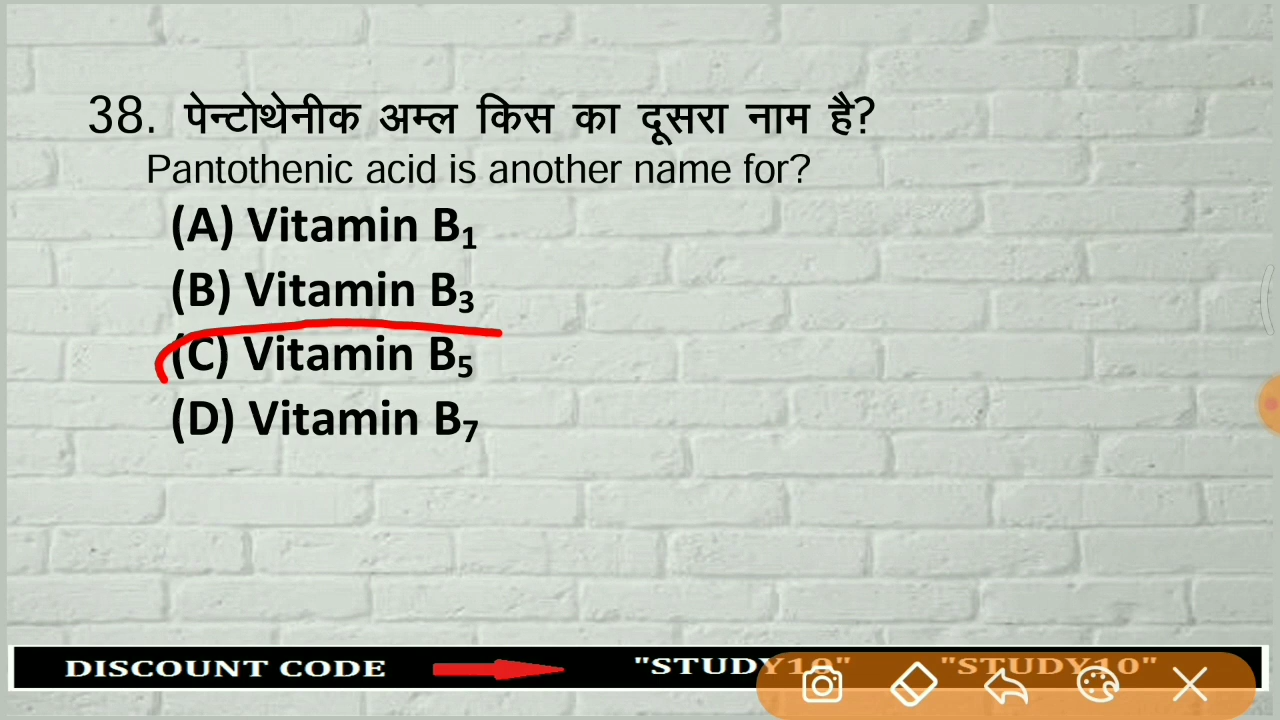 38. पेन्टोथेनीक अम्ल किस का दूसरा नाम है?
Pantothenic acid is another name for?
(A) Vitamin B₁
(B) Vitamin B₃
(C) Vitamin B₅
(D) Vitamin B₇
DISCOUNT CODE "STUDY10" "STUDY10"